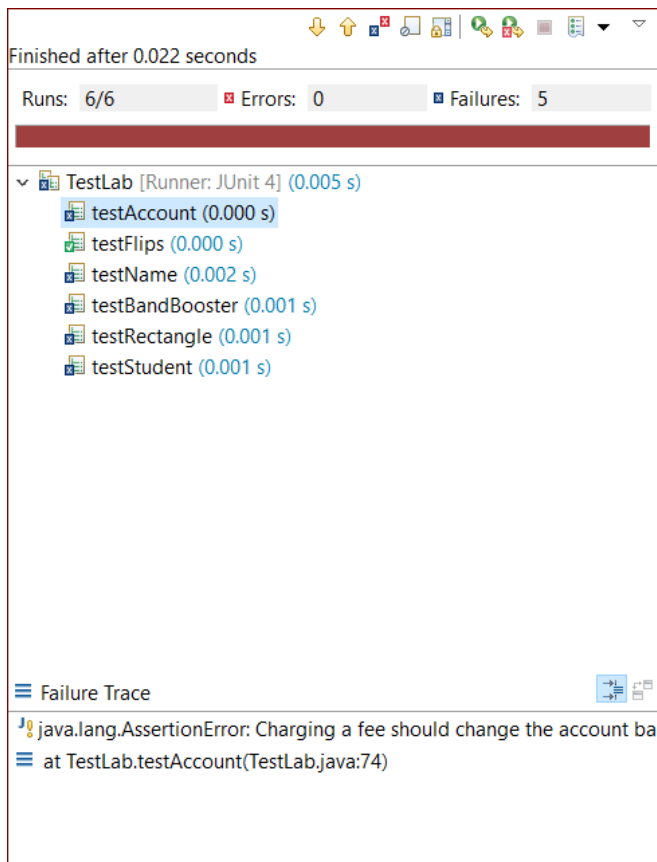 Finished after 0.022 seconds
Runs: 6/6 Errors: 0 Failures: 5
TestLab [Runner: JUnit 4] (0.005 s)
testAccount (0.000 s)
testFlips (0.000 s)
testName (0.002 s)
testBandBooster (0.001 s)
testRectangle (0.001 s)
testStudent (0.001 s)
Failure Trace
java.lang.AssertionError: Charging a fee should change the account ba
at TestLab.testAccount(TestLab.java:74)